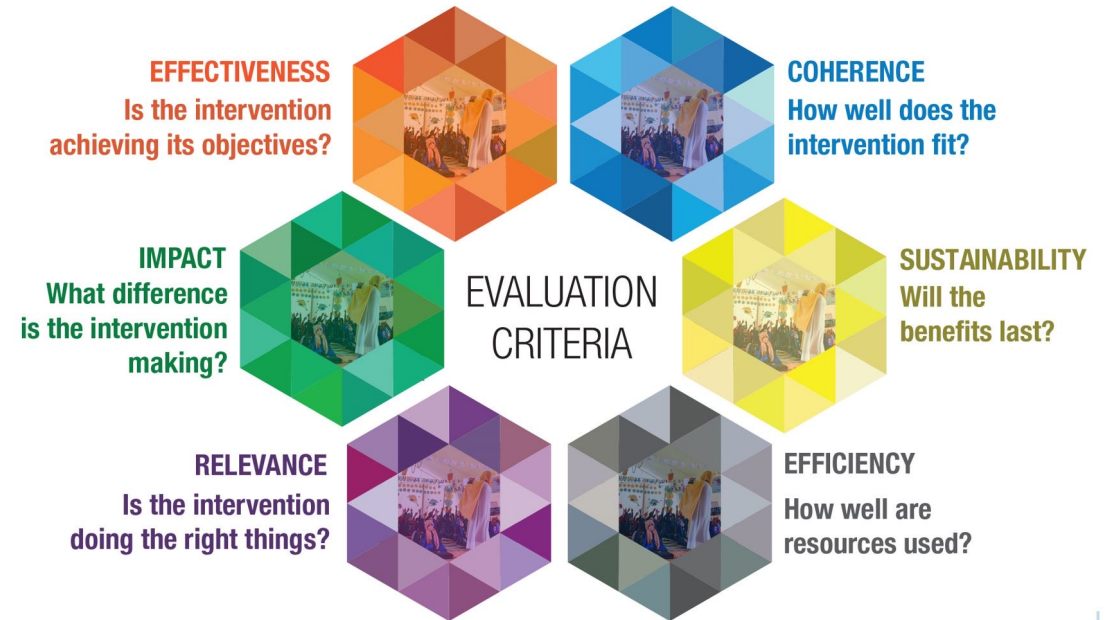 EFFECTIVENESS
Is the intervention
achieving its objectives?
COHERENCE
How well does the
intervention fit?
IMPACT
What difference
is the intervention
making?
EVALUATION
CRITERIA
SUSTAINABILITY
Will the
benefits last?
RELEVANCE
Is the intervention
doing the right things?
EFFICIENCY
How well are
resources used?